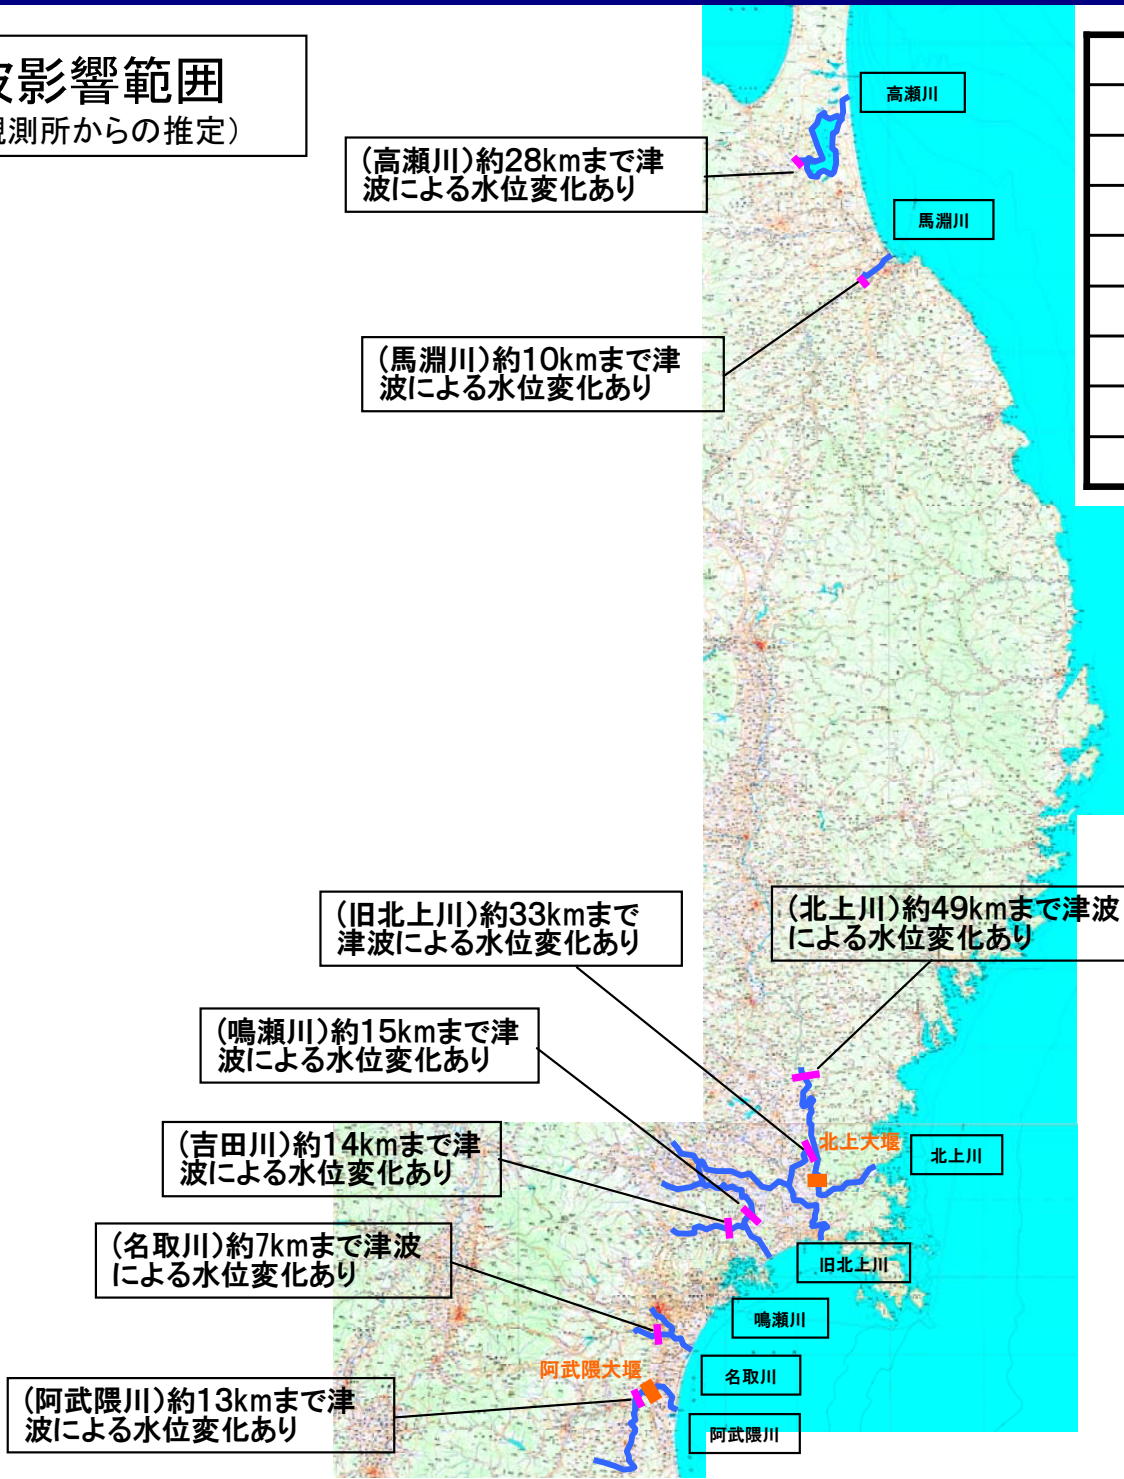 波影響範囲
観測所からの推定）
高瀬川
（高瀬川）約28kmまで津
波による水位変化あり
馬淵川
（馬淵川）約10kmまで津
波による水位変化あり
（旧北上川）約33kmまで
津波による水位変化あり
（北上川）約49kmまで津波
による水位変化あり
（鳴瀬川）約15kmまで津
波による水位変化あり
（吉田川）約14kmまで津
波による水位変化あり
北上大堰
北上川
（名取川）約7kmまで津波
による水位変化あり
旧北上川
鳴瀬川
阿武隈大堰
名取川
（阿武隈川）約13kmまで津
波による水位変化あり
阿武隈川